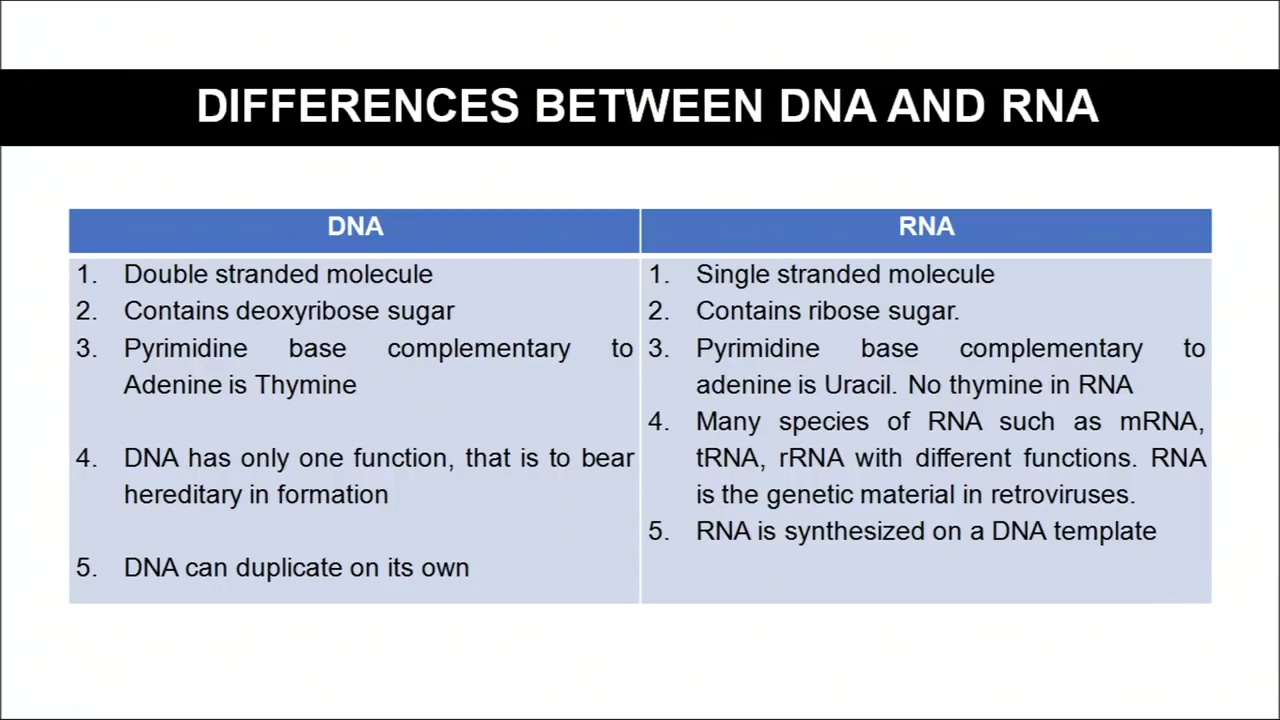 DIFFERENCES BETWEEN DNA AND RNA
DNA
1. Double stranded molecule
2. Contains deoxyribose sugar
3. Pyrimidine base complementary to
Adenine is Thymine
4. DNA has only one function, that is to bear
hereditary in formation
5. DNA can duplicate on its own
RNA
1. Single stranded molecule
2. Contains ribose sugar.
3. Pyrimidine base complementary to
adenine is Uracil. No thymine in RNA
4. Many species of RNA such as mRNA,
tRNA, rRNA with different functions. RNA
is the genetic material in retroviruses.
5. RNA is synthesized on a DNA template